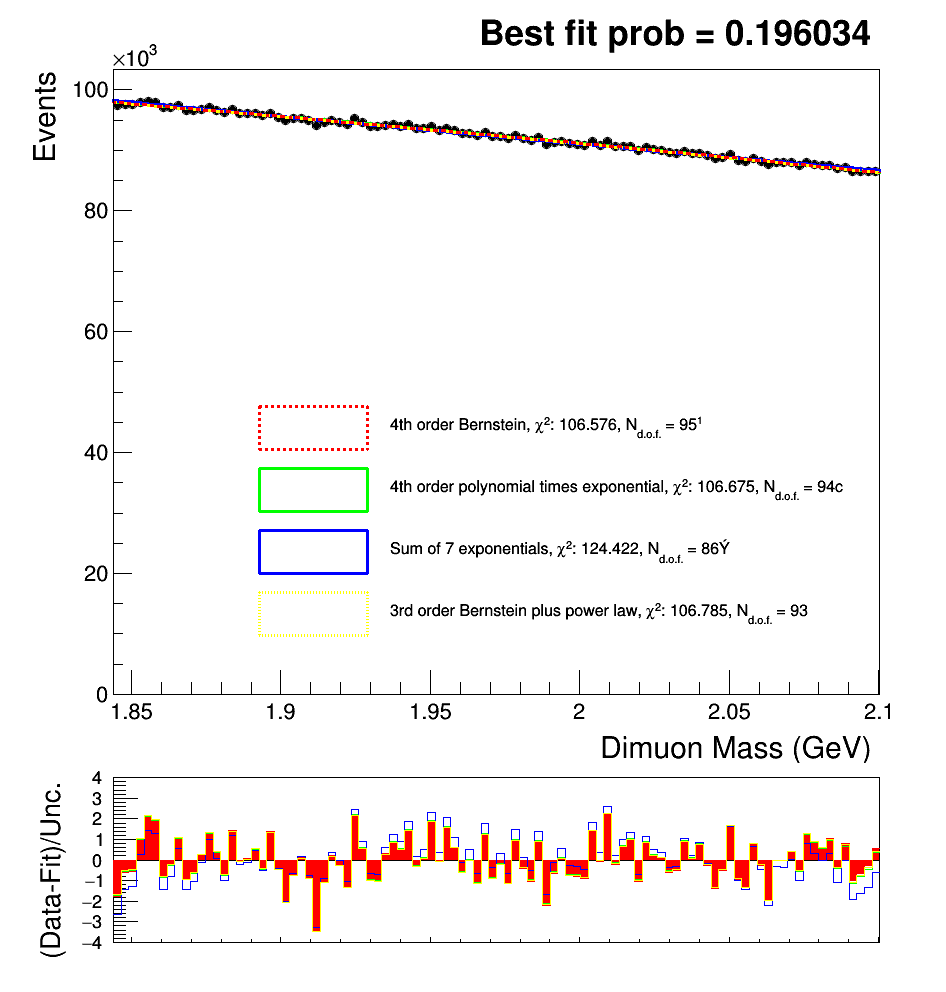 Best fit prob = 0.196034
×10³
Events
100
80
60
40
20
0
4th order Bernstein, χ²: 106.576, N_d.o.f. = 95¹
4th order polynomial times exponential, χ²: 106.675, N_d.o.f. = 94c
Sum of 7 exponentials, χ²: 124.422, N_d.o.f. = 86Ý
3rd order Bernstein plus power law, χ²: 106.785, N_d.o.f. = 93
1.85 1.9 1.95 2 2.05 2.1
Dimuon Mass (GeV)
(Data-Fit)/Unc.
4
3
2
1
0
−1
−2
−3
−4